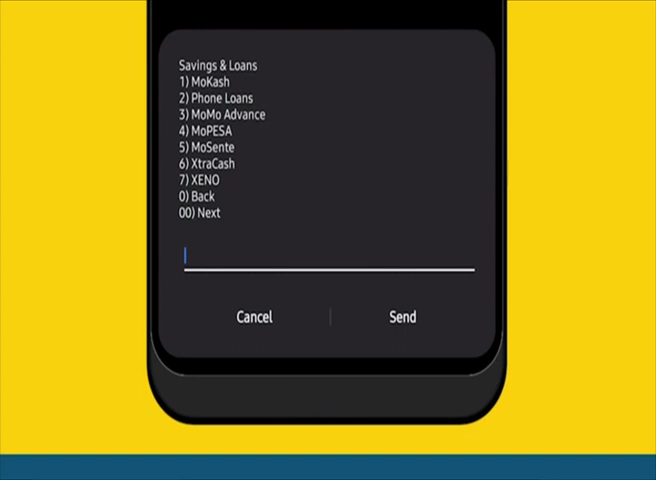 Savings & Loans
1) MoKash
2) Phone Loans
3) MoMo Advance
4) MoPESA
5) MoSente
6) XtraCash
7) XENO
0) Back
00) Next
Cancel
Send